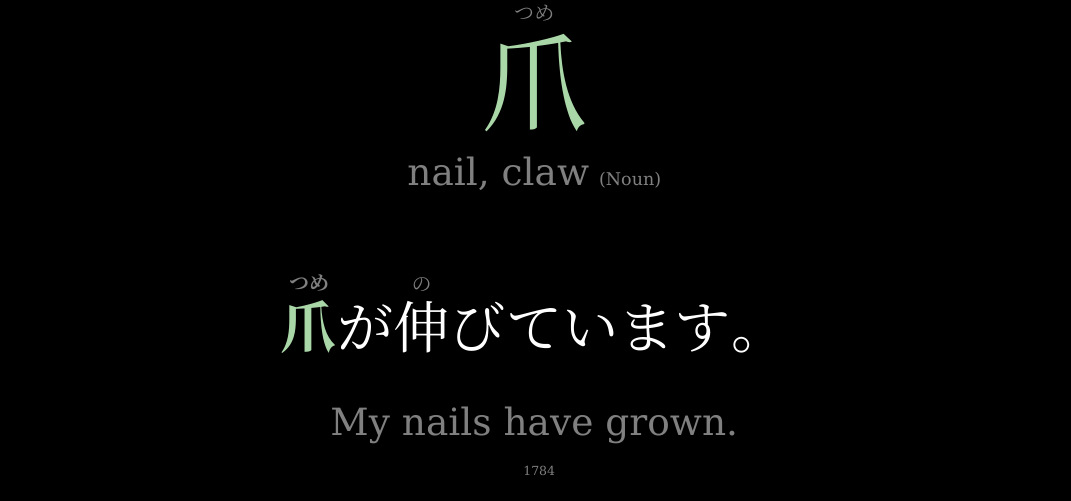 つめ
爪
nail, claw (Noun)
つめ の
爪が伸びています。
My nails have grown.
1784